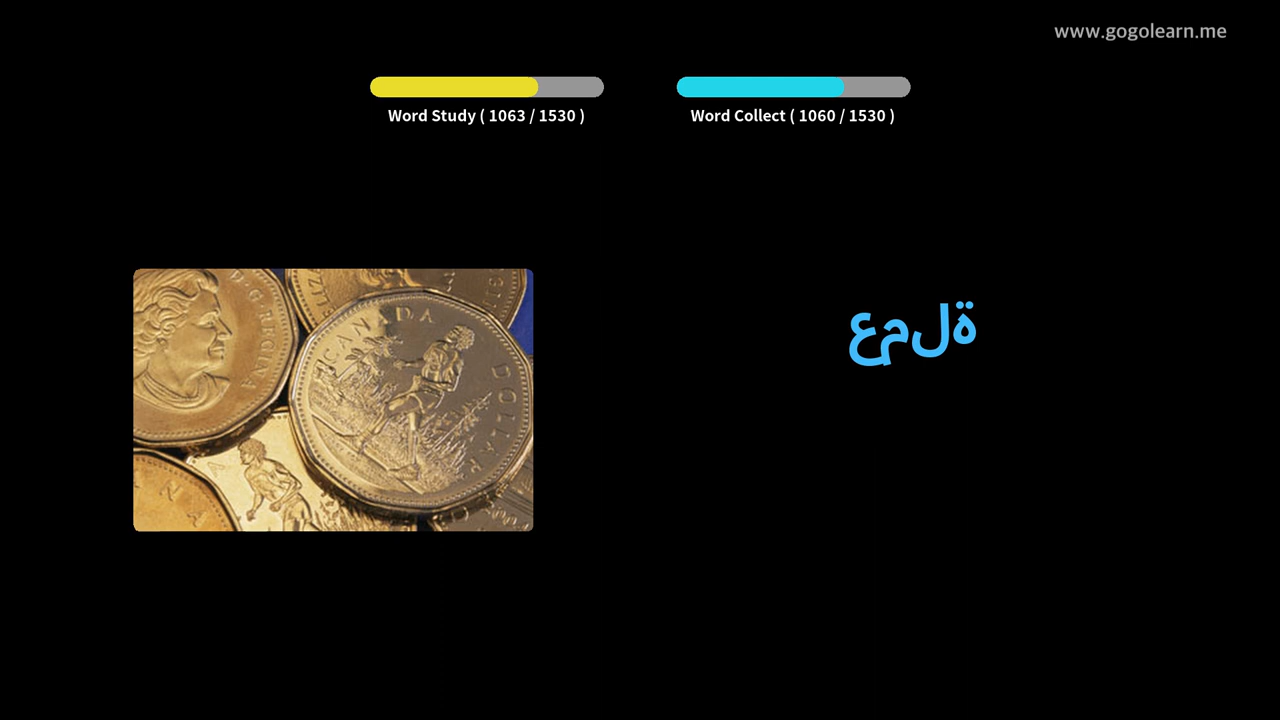 www.gogolearn.me
Word Study ( 1063 / 1530 )
Word Collect ( 1060 / 1530 )
عملة
D·G·REGINA
CANADA
DOLLAR